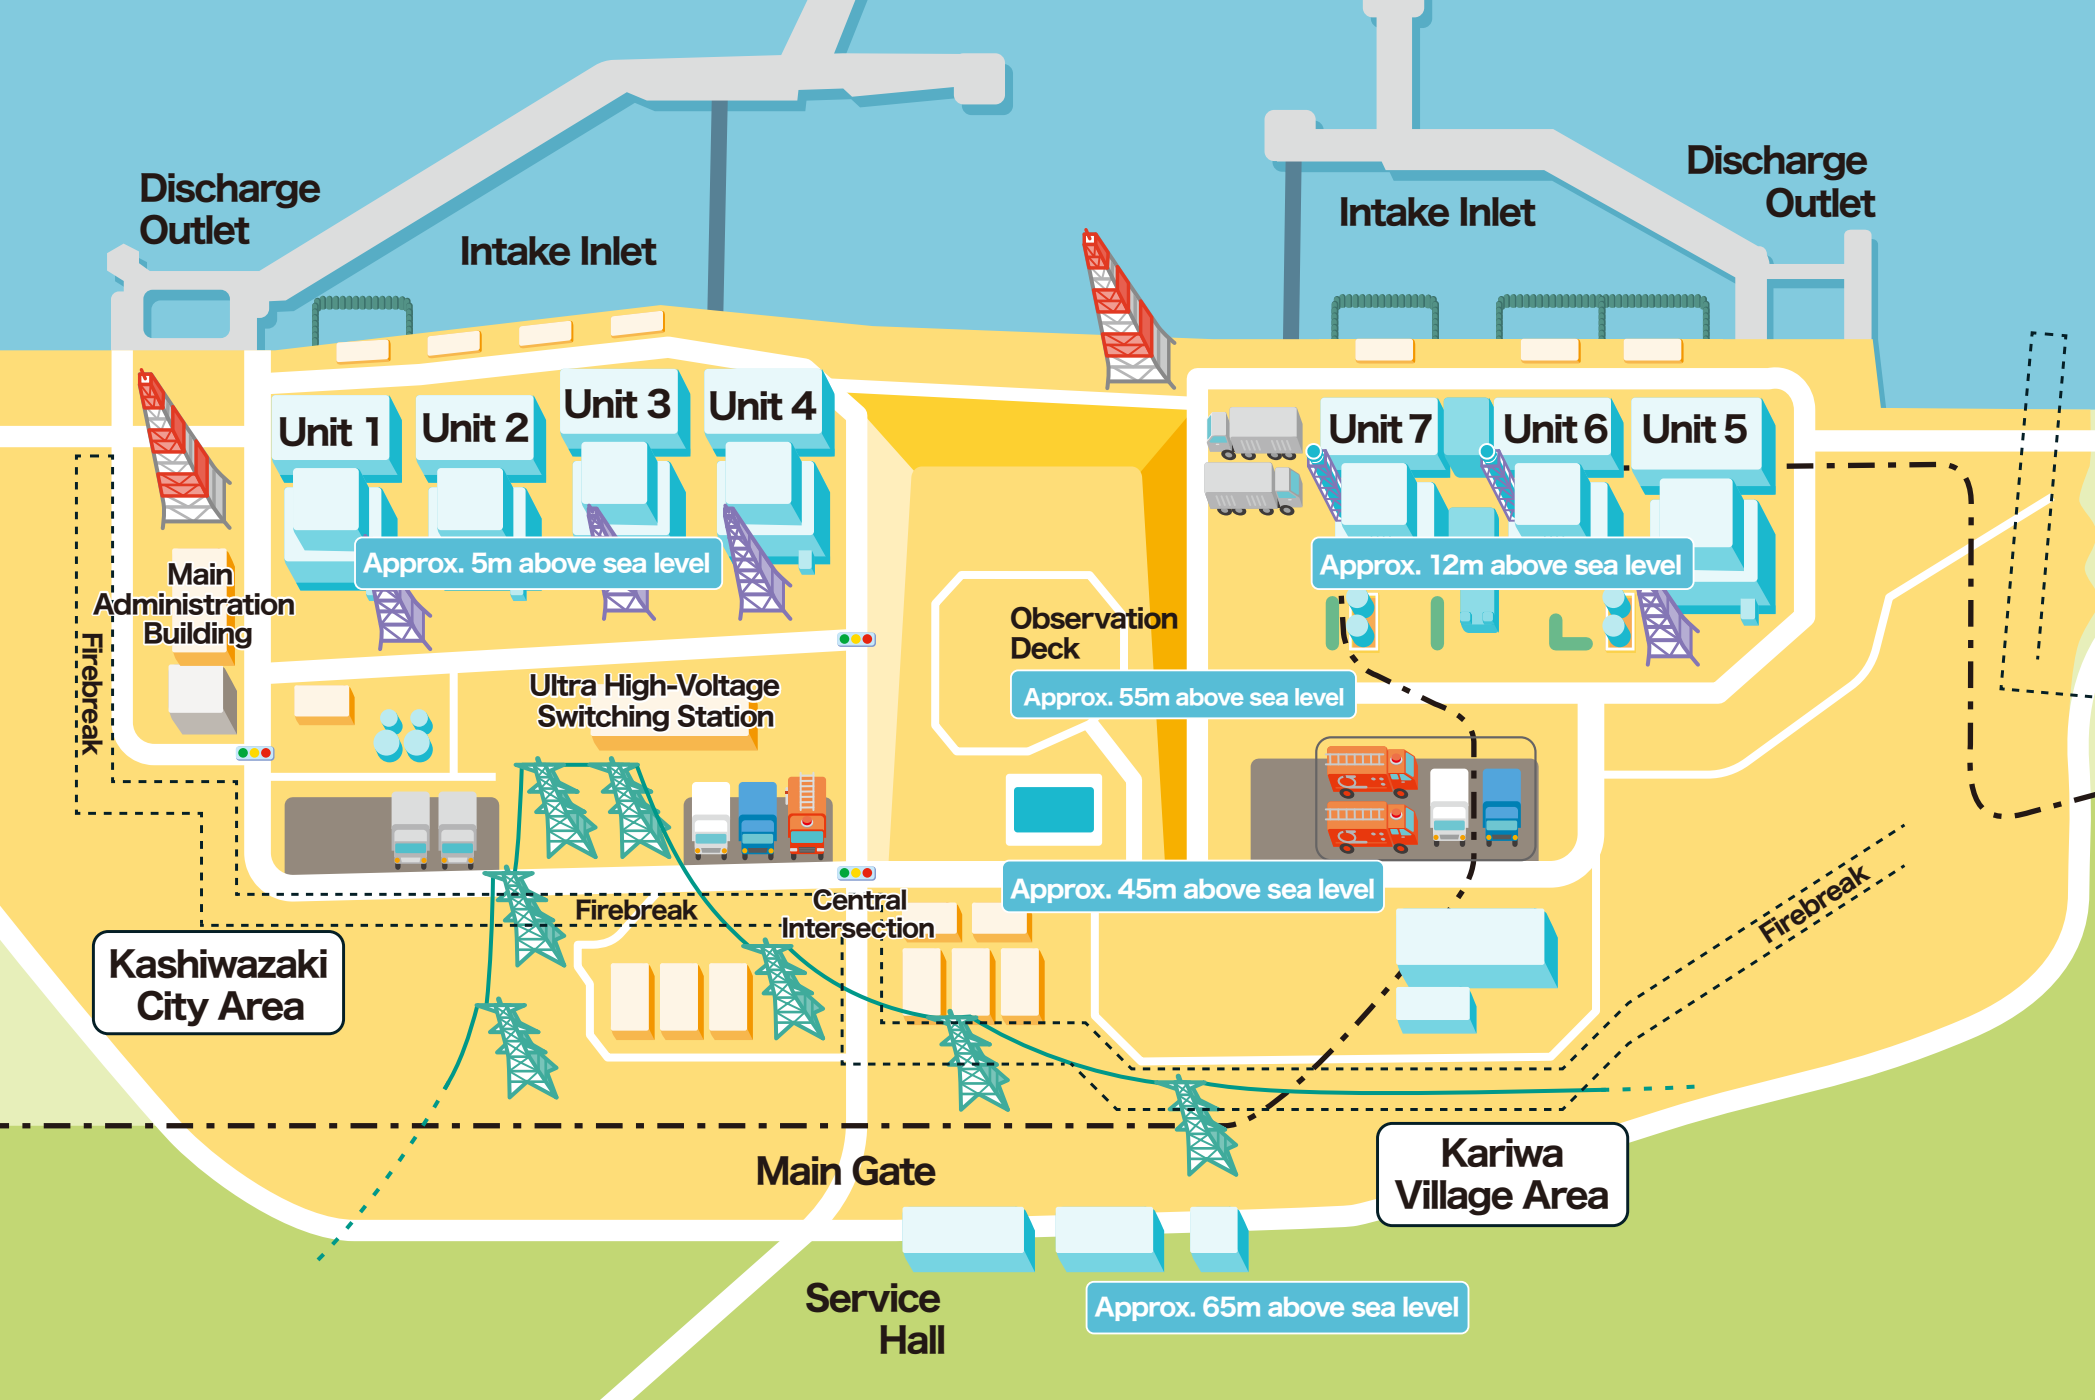 Discharge
Outlet
Intake Inlet
Intake Inlet
Discharge
Outlet
Unit 1
Unit 2
Unit 3
Unit 4
Unit 7
Unit 6
Unit 5
Approx. 5m above sea level
Approx. 12m above sea level
Main
Administration
Building
Firebreak
Observation
Deck
Approx. 55m above sea level
Ultra High-Voltage
Switching Station
Approx. 45m above sea level
Central
Intersection
Firebreak
Firebreak
Kashiwazaki
City Area
Main Gate
Kariwa
Village Area
Service
Hall
Approx. 65m above sea level